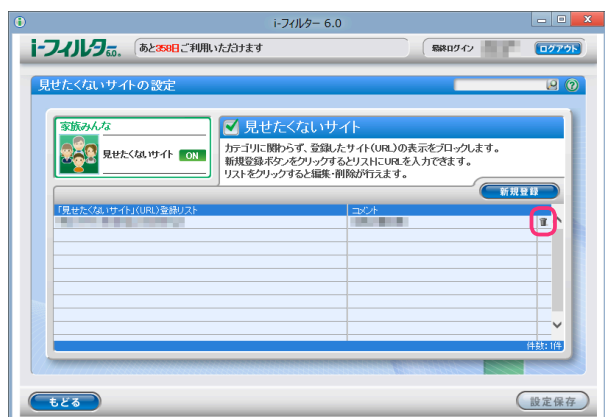 i-フィルター 6.0
i-フィルター6.0. あと358日ご利用いただけます 最終ログイン ログアウト
見せたくないサイトの設定
家族みんな
見せたくないサイト ON
見せたくないサイト
カテゴリに関わらず、登録したサイト(URL)の表示をブロックします。
新規登録ボタンをクリックするとリストにURLを入力できます。
リストをクリックすると編集・削除が行えます。
新規登録
「見せたくないサイト」(URL)登録リスト コメント
件数: 1件
もどる 設定保存